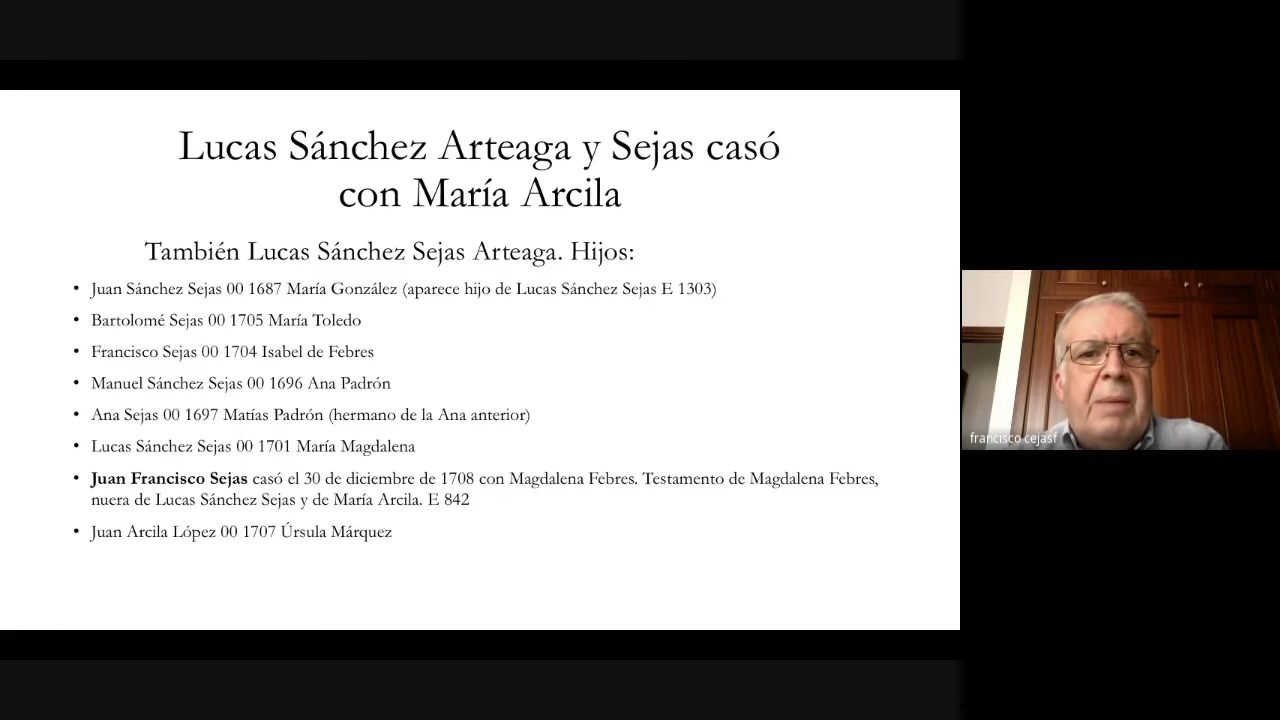 Lucas Sánchez Arteaga y Sejas casó
con María Arcila
También Lucas Sánchez Sejas Arteaga. Hijos:
• Juan Sánchez Sejas 00 1687 María González (aparece hijo de Lucas Sánchez Sejas E 1303)
• Bartolomé Sejas 00 1705 María Toledo
• Francisco Sejas 00 1704 Isabel de Febres
• Manuel Sánchez Sejas 00 1696 Ana Padrón
• Ana Sejas 00 1697 Matías Padrón (hermano de la Ana anterior)
• Lucas Sánchez Sejas 00 1701 María Magdalena
• Juan Francisco Sejas casó el 30 de diciembre de 1708 con Magdalena Febres. Testamento de Magdalena Febres,
nuera de Lucas Sánchez Sejas y de María Arcila. E 842
• Juan Arcila López 00 1707 Úrsula Márquez
francisco cejasf